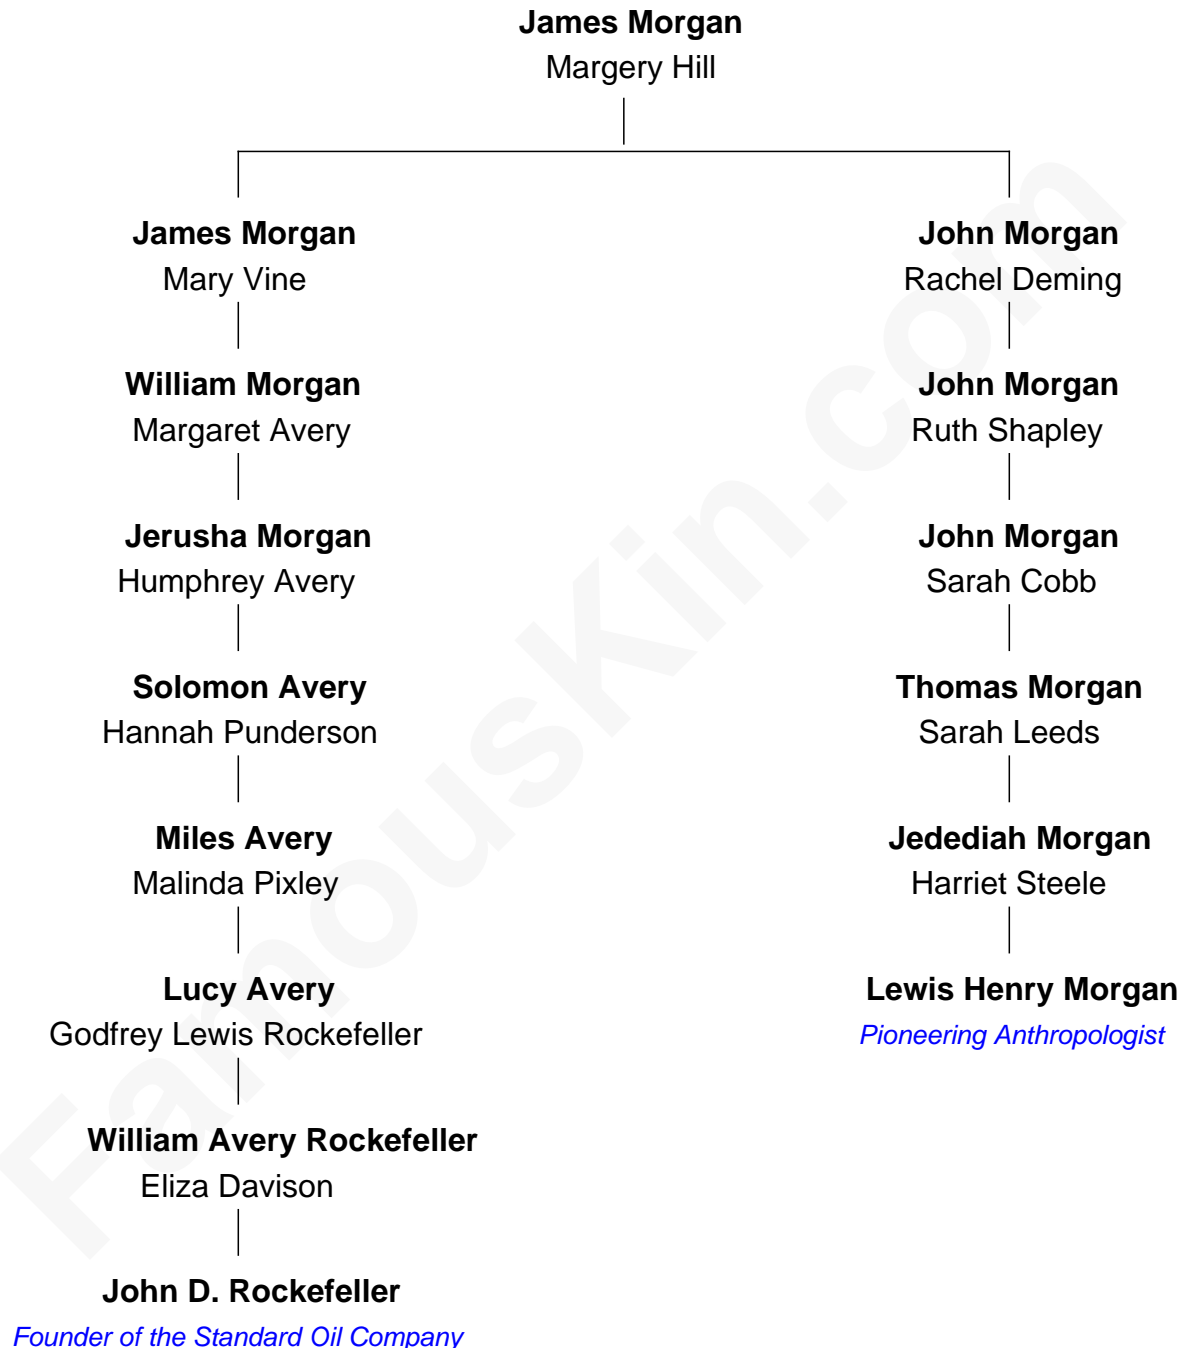 James Morgan
Margery Hill
James Morgan
Mary Vine
William Morgan
Margaret Avery
Jerusha Morgan
Humphrey Avery
Solomon Avery
Hannah Punderson
Miles Avery
Malinda Pixley
Lucy Avery
Godfrey Lewis Rockefeller
William Avery Rockefeller
Eliza Davison
John D. Rockefeller
Founder of the Standard Oil Company
John Morgan
Rachel Deming
John Morgan
Ruth Shapley
John Morgan
Sarah Cobb
Thomas Morgan
Sarah Leeds
Jedediah Morgan
Harriet Steele
Lewis Henry Morgan
Pioneering Anthropologist
FamousKin.com